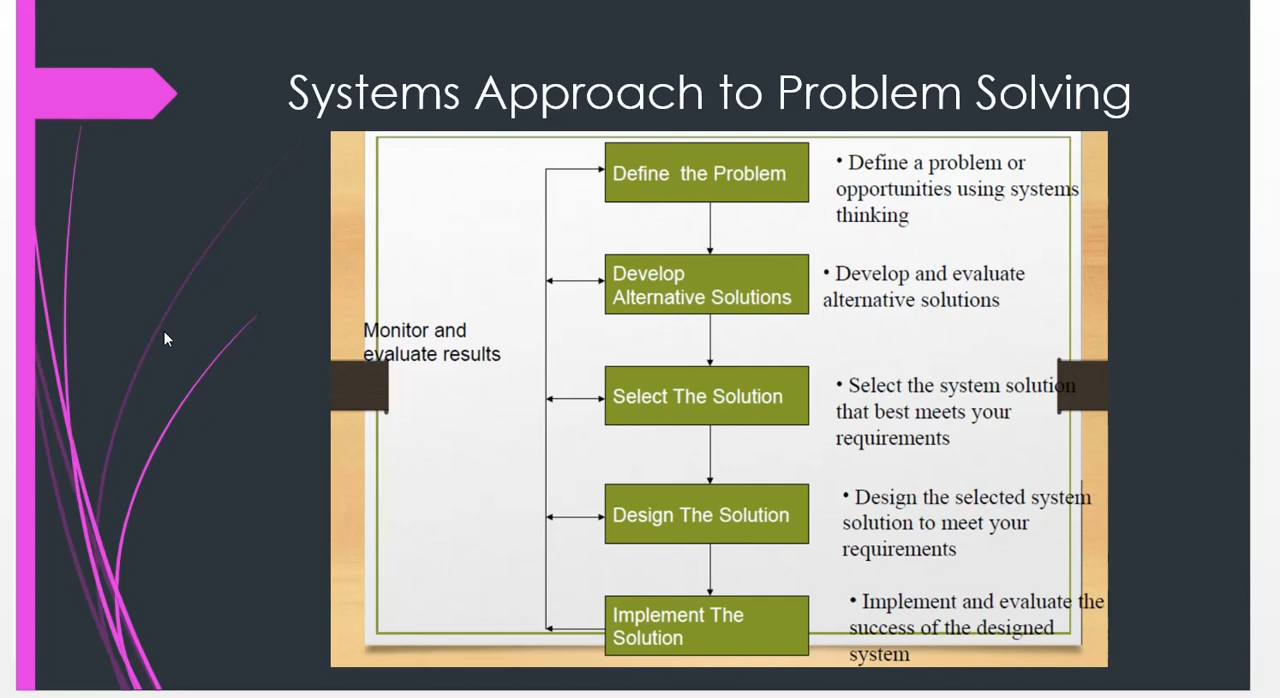 Systems Approach to Problem Solving
Define the Problem
• Define a problem or
opportunities using systems
thinking
Develop
Alternative Solutions
• Develop and evaluate
alternative solutions
Monitor and
evaluate results
Select The Solution
• Select the system solution
that best meets your
requirements
Design The Solution
• Design the selected system
solution to meet your
requirements
Implement The
Solution
• Implement and evaluate the
success of the designed
system